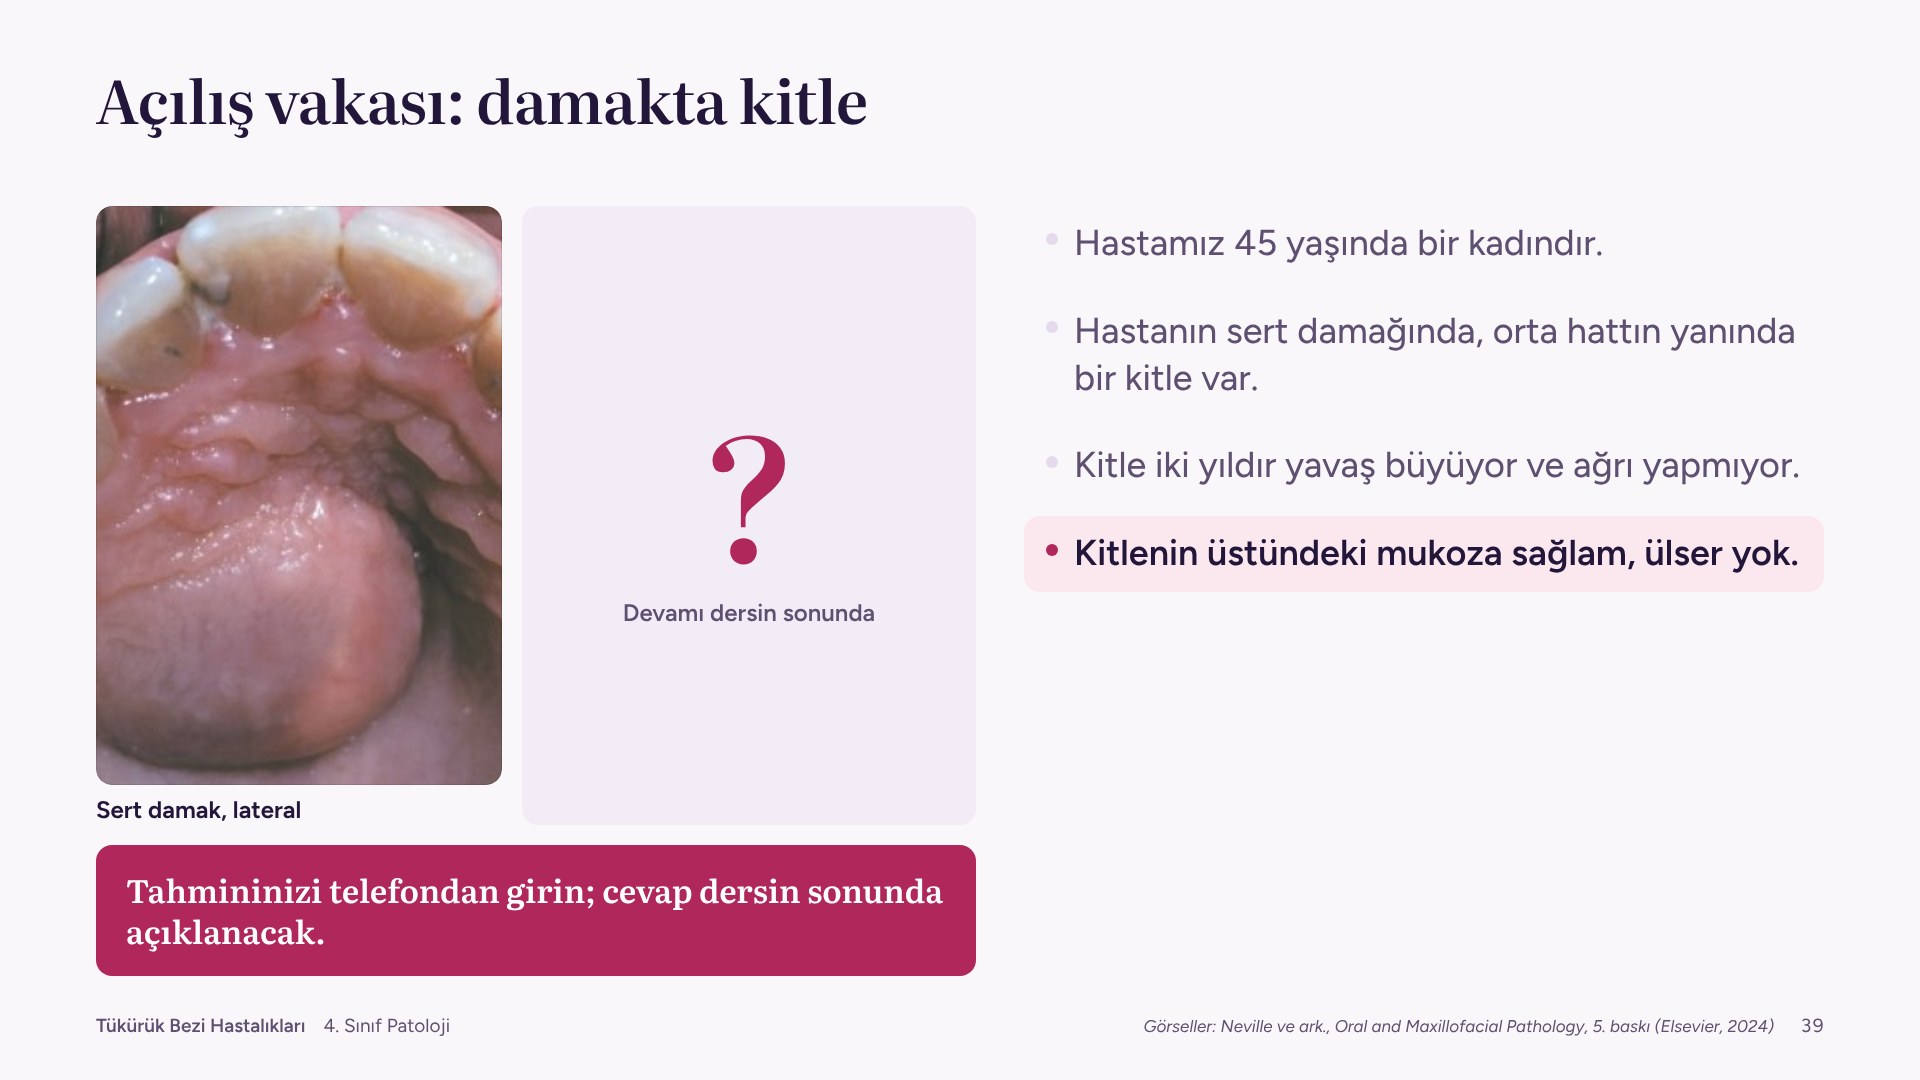 Açılış vakası: damakta kitle
?
Devamı dersin sonunda
Sert damak, lateral
Tahmininizi telefondan girin; cevap dersin sonunda
açıklanacak.
Hastamız 45 yaşında bir kadındır.
Hastanın sert damağında, orta hattın yanında
bir kitle var.
Kitle iki yıldır yavaş büyüyor ve ağrı yapmıyor.
Kitlenin üstündeki mukoza sağlam, ülser yok.
Tükürük Bezi Hastalıkları 4. Sınıf Patoloji
Görseller: Neville ve ark., Oral and Maxillofacial Pathology, 5. baskı (Elsevier, 2024) 39